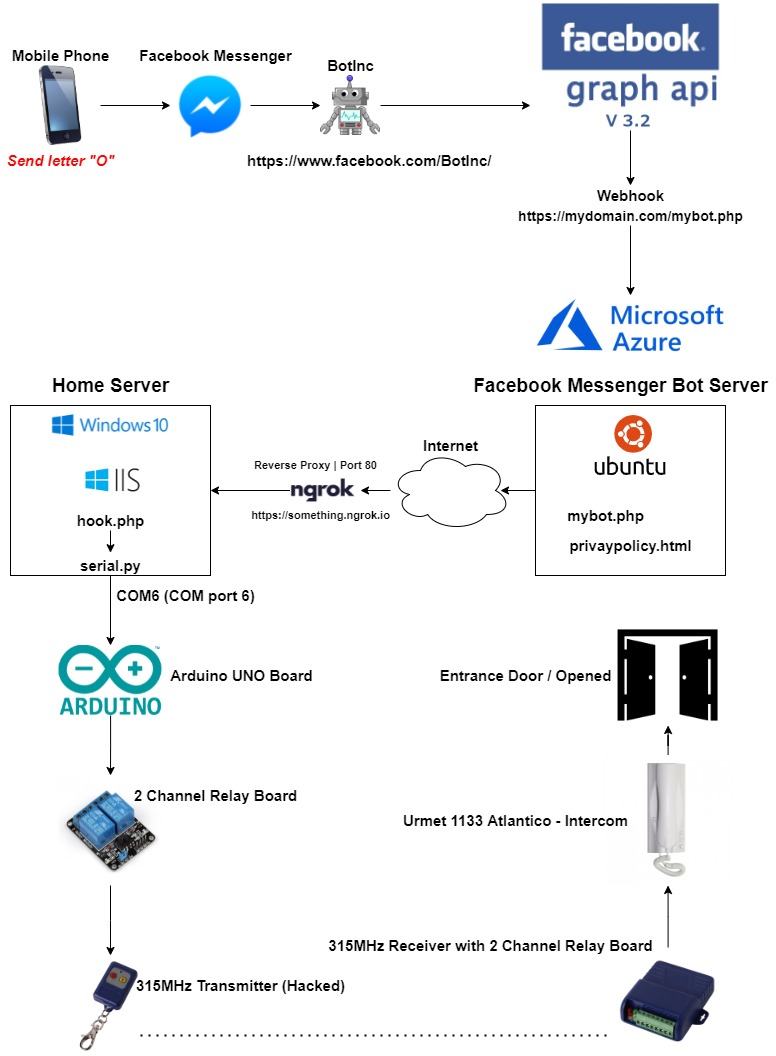 Mobile Phone
Facebook Messenger
BotInc
facebook.
graph api
V 3.2
Send letter "O"
https://www.facebook.com/BotInc/
Webhook
https://mydomain.com/mybot.php
Microsoft
Azure
Home Server
Facebook Messenger Bot Server
Windows 10
IIS
hook.php
serial.py
Reverse Proxy | Port 80
ngrok
https://something.ngrok.io
Internet
ubuntu
mybot.php
privaypolicy.html
COM6 (COM port 6)
ARDUINO
TM
Arduino UNO Board
Entrance Door / Opened
2 Channel Relay Board
Urmet 1133 Atlantico - Intercom
315MHz Receiver with 2 Channel Relay Board
315MHz Transmitter (Hacked)